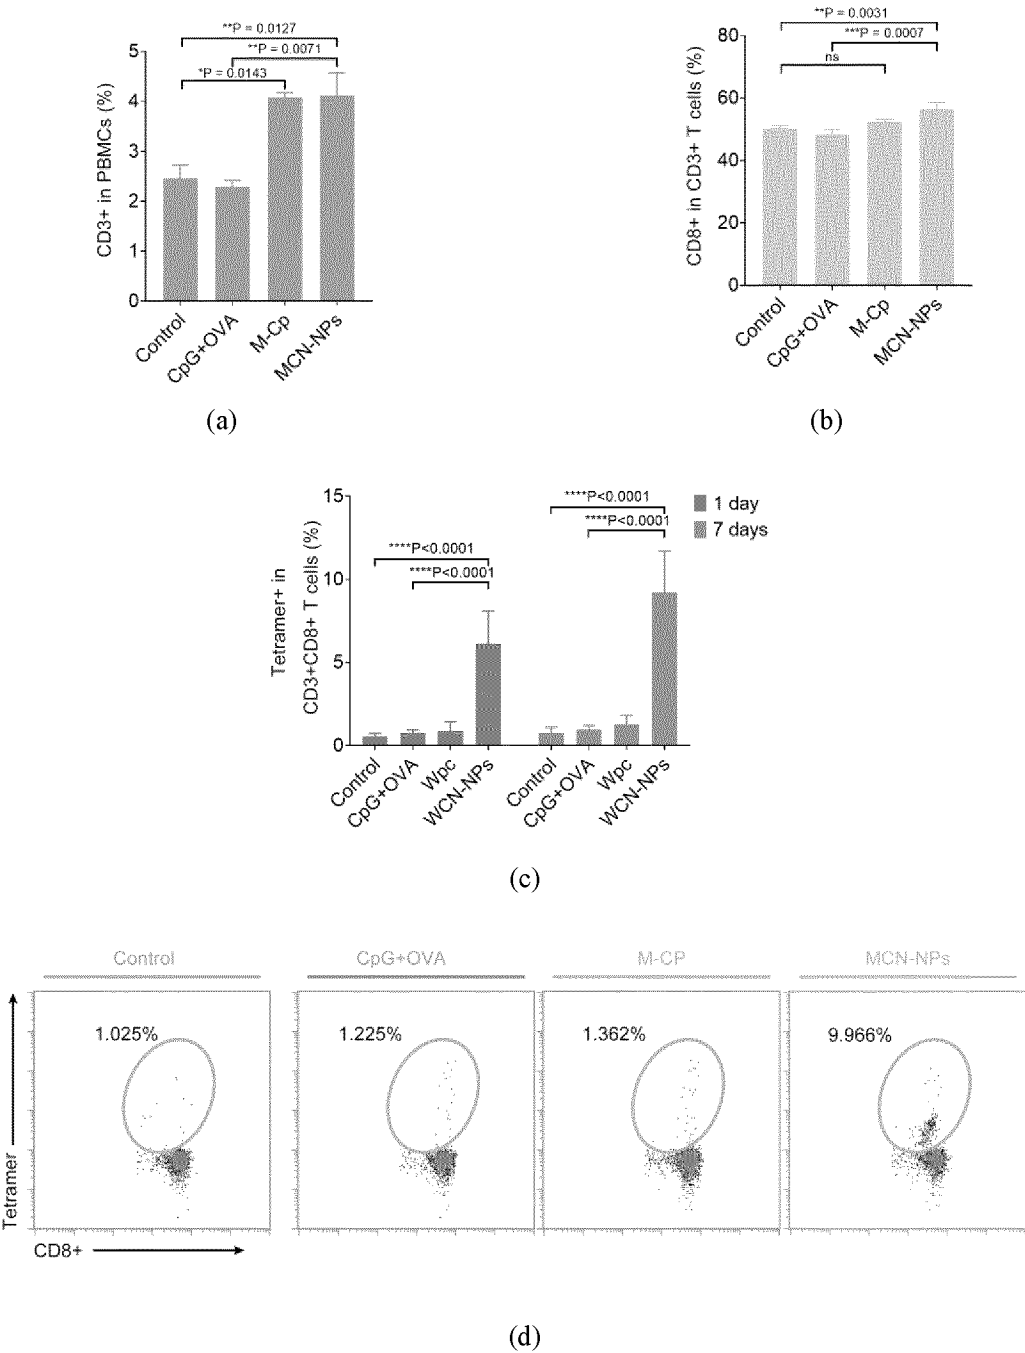 **P = 0.0127
**P = 0.0071
*P = 0.0143
5
4
3
2
1
0
CD3+ in PBMCs (%)
Control
CpG+OVA
M-Cp
MCN-NPs
(a)
**P = 0.0031
***P = 0.0007
ns
80
60
40
20
0
CD8+ in CD3+ T cells (%)
Control
CpG+OVA
M-Cp
MCN-NPs
(b)
15
10
5
0
Tetramer+ in
CD3+CD8+ T cells (%)
****P<0.0001
****P<0.0001
****P<0.0001
****P<0.0001
1 day
7 days
Control
CpG+OVA
Wpc
WCN-NPs
Control
CpG+OVA
Wpc
WCN-NPs
(c)
Control
CpG+OVA
M-CP
MCN-NPs
1.025%
1.225%
1.362%
9.966%
Tetramer
CD8+
(d)